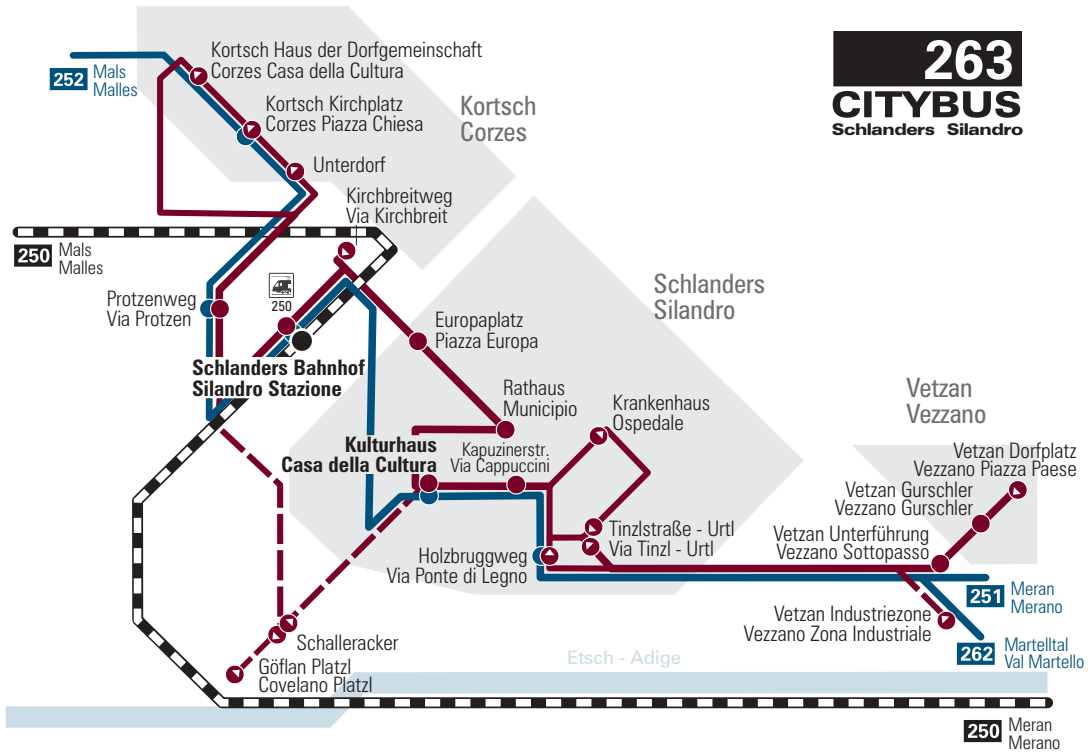 263
CITYBUS
Schlanders Silandro
252 Mals
Malles
Kortsch Haus der Dorfgemeinschaft
Corzes Casa della Cultura
Kortsch Kirchplatz
Corzes Piazza Chiesa
Kortsch
Corzes
Unterdorf
Kirchbreitweg
Via Kirchbreit
250 Mals
Malles
Protzenweg
Via Protzen
250
Schlanders
Silandro
Europaplatz
Piazza Europa
Schlanders Bahnhof
Silandro Stazione
Rathaus
Municipio
Krankenhaus
Ospedale
Vetzan
Vezzano
Kulturhaus
Casa della Cultura
Kapuzinerstr.
Via Cappuccini
Vetzan Dorfplatz
Vezzano Piazza Paese
Vetzan Gurschler
Vezzano Gurschler
Tinzlstraße - Urtl
Via Tinzl - Urtl
Vetzan Unterführung
Vezzano Sottopasso
Holzbruggweg
Via Ponte di Legno
251 Meran
Merano
Vetzan Industriezone
Vezzano Zona Industriale
262 Martelltal
Val Martello
Schalleracker
Göflan Platzl
Covelano Platzl
Etsch - Adige
250 Meran
Merano